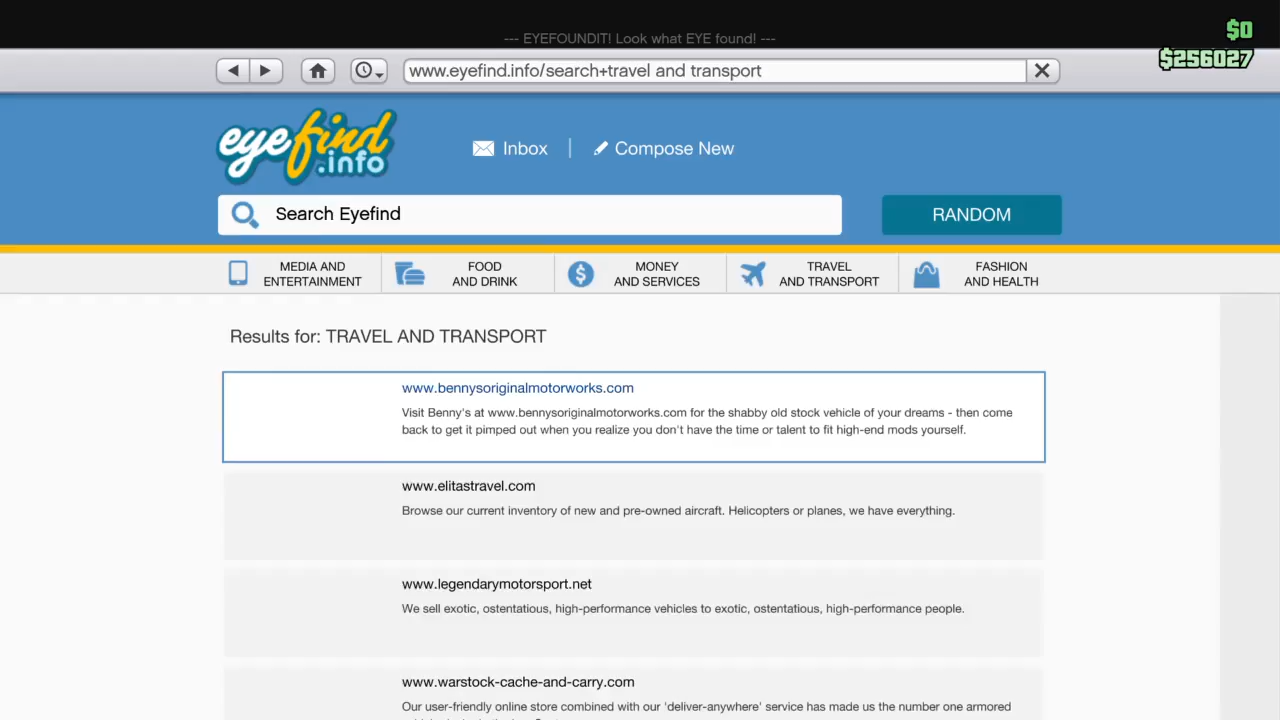 $0
--- EYEFOUNDIT! Look what EYE found! ---
$256027
www.eyefind.info/search+travel and transport
eyefind
.info
Inbox | Compose New
Search Eyefind
RANDOM
MEDIA AND
ENTERTAINMENT
FOOD
AND DRINK
MONEY
AND SERVICES
TRAVEL
AND TRANSPORT
FASHION
AND HEALTH
Results for: TRAVEL AND TRANSPORT
www.bennysoriginalmotorworks.com
Visit Benny's at www.bennysoriginalmotorworks.com for the shabby old stock vehicle of your dreams - then come
back to get it pimped out when you realize you don't have the time or talent to fit high-end mods yourself.
www.elitastravel.com
Browse our current inventory of new and pre-owned aircraft. Helicopters or planes, we have everything.
www.legendarymotorsport.net
We sell exotic, ostentatious, high-performance vehicles to exotic, ostentatious, high-performance people.
www.warstock-cache-and-carry.com
Our user-friendly online store combined with our 'deliver-anywhere' service has made us the number one armored